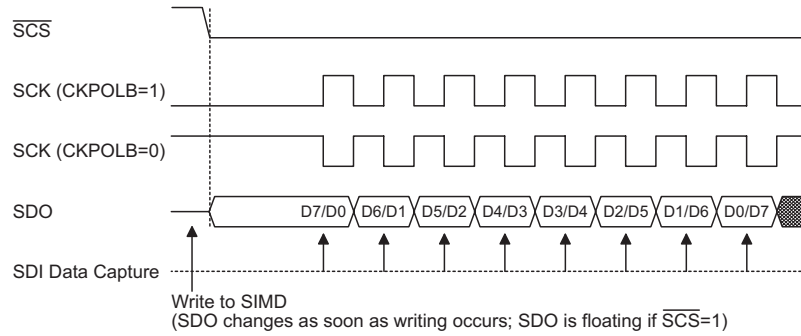 SCS
SCK (CKPOLB=1)
SCK (CKPOLB=0)
SDO D7/D0 D6/D1 D5/D2 D4/D3 D3/D4 D2/D5 D1/D6 D0/D7
SDI Data Capture
Write to SIMD
(SDO changes as soon as writing occurs; SDO is floating if SCS=1)